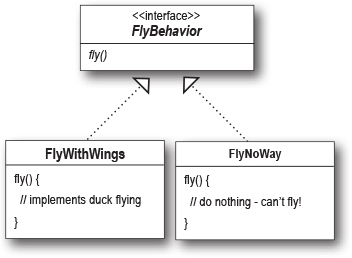 <<interface>>
FlyBehavior
fly()
FlyWithWings
fly() {
// implements duck flying
}
FlyNoWay
fly() {
// do nothing - can't fly!
}